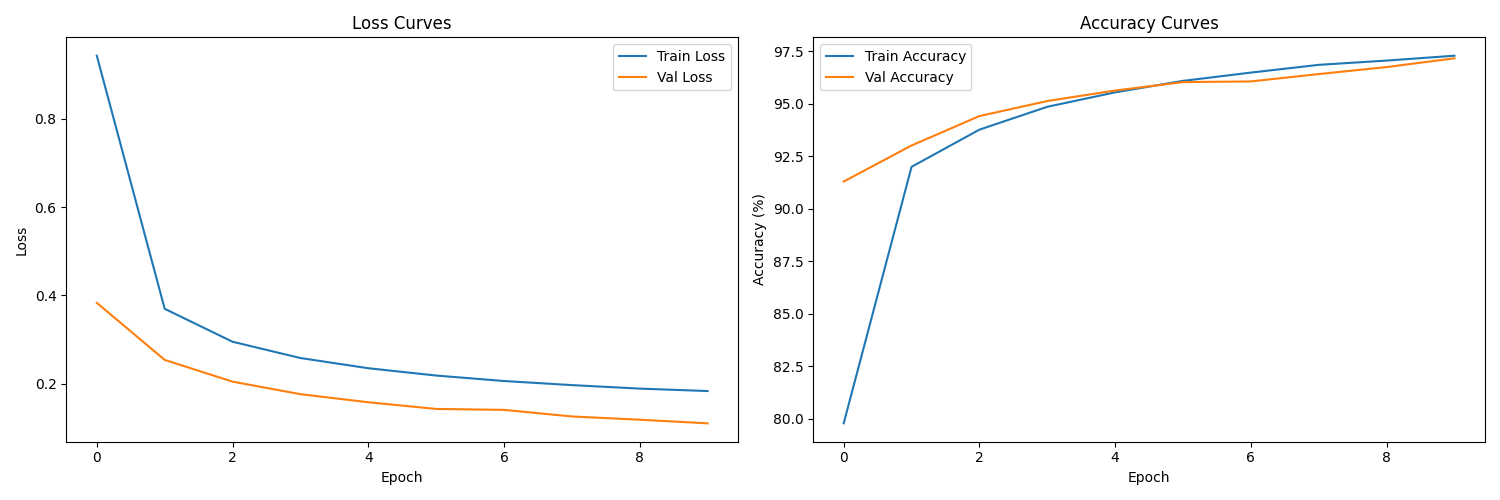 Loss Curves
Train Loss
Val Loss
Loss
0.8
0.6
0.4
0.2
0 2 4 6 8
Epoch
Accuracy Curves
Train Accuracy
Val Accuracy
Accuracy (%)
97.5
95.0
92.5
90.0
87.5
85.0
82.5
80.0
0 2 4 6 8
Epoch